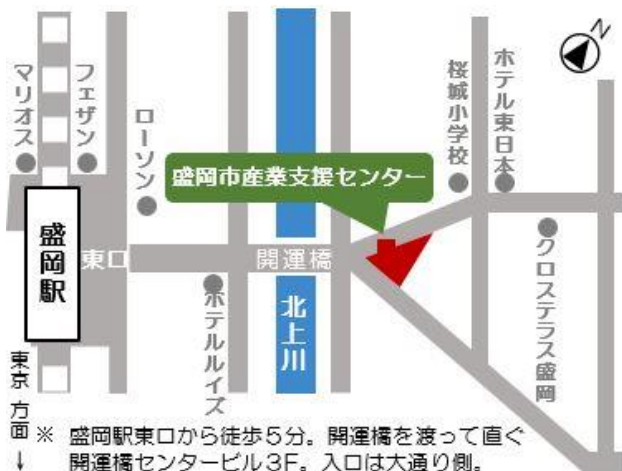 N
マリオス
フェザン
ローソン
桜城小学校
ホテル東日本
盛岡市産業支援センター
盛岡駅
東口
開運橋
北上川
ホテルルイズ
クロステラス盛岡
東京方面↓
※ 盛岡駅東口から徒歩5分。開運橋を渡って直ぐ
開運橋センタービル3F。入口は大通り側。